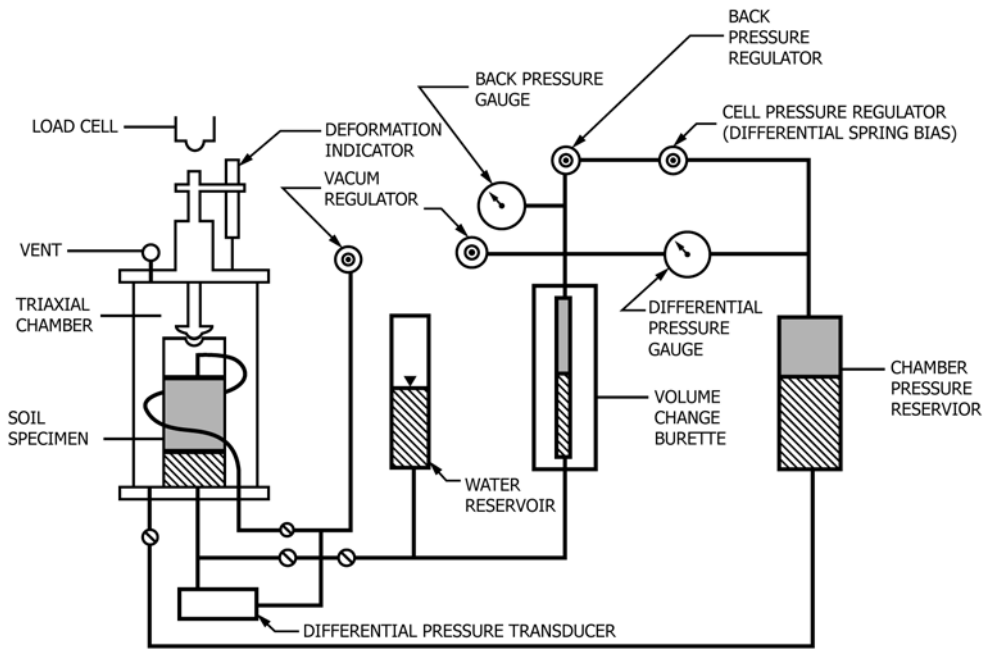 BACK
PRESSURE
REGULATOR
BACK PRESSURE
GAUGE
CELL PRESSURE REGULATOR
(DIFFERENTIAL SPRING BIAS)
LOAD CELL
DEFORMATION
INDICATOR
VACUM
REGULATOR
VENT
TRIAXIAL
CHAMBER
DIFFERENTIAL
PRESSURE
GAUGE
CHAMBER
PRESSURE
RESERVIOR
VOLUME
CHANGE
BURETTE
SOIL
SPECIMEN
WATER
RESERVOIR
DIFFERENTIAL PRESSURE TRANSDUCER